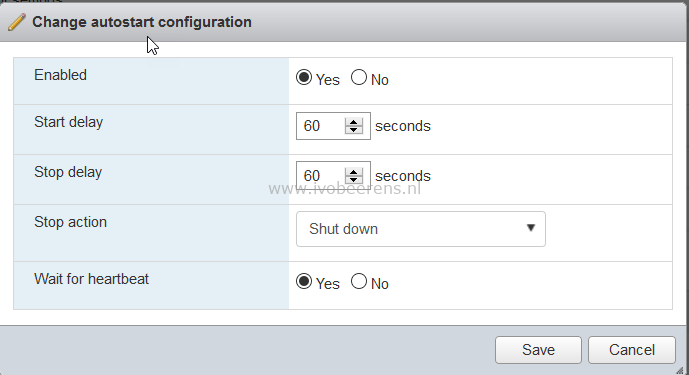 Change autostart configuration
Enabled Yes No
Start delay 60 seconds
Stop delay 60 seconds
www.ivobeerens.nl
Stop action Shut down
Wait for heartbeat Yes No
Save Cancel